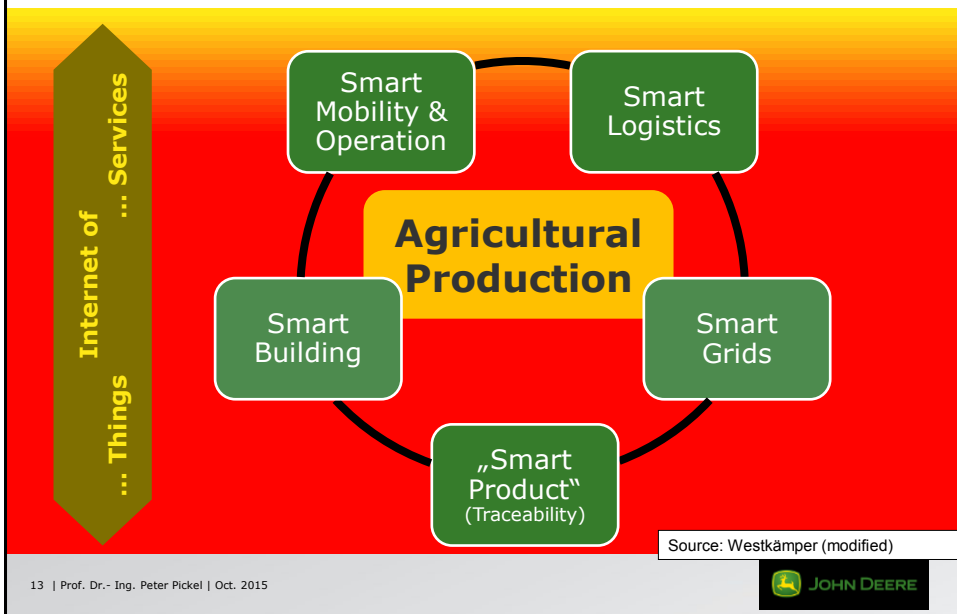 Internet of
... Services
... Things
Smart
Mobility &
Operation
Smart
Logistics
Agricultural
Production
Smart
Building
Smart
Grids
„Smart
Product“
(Traceability)
Source: Westkämper (modified)
13 | Prof. Dr.- Ing. Peter Pickel | Oct. 2015
JOHN DEERE